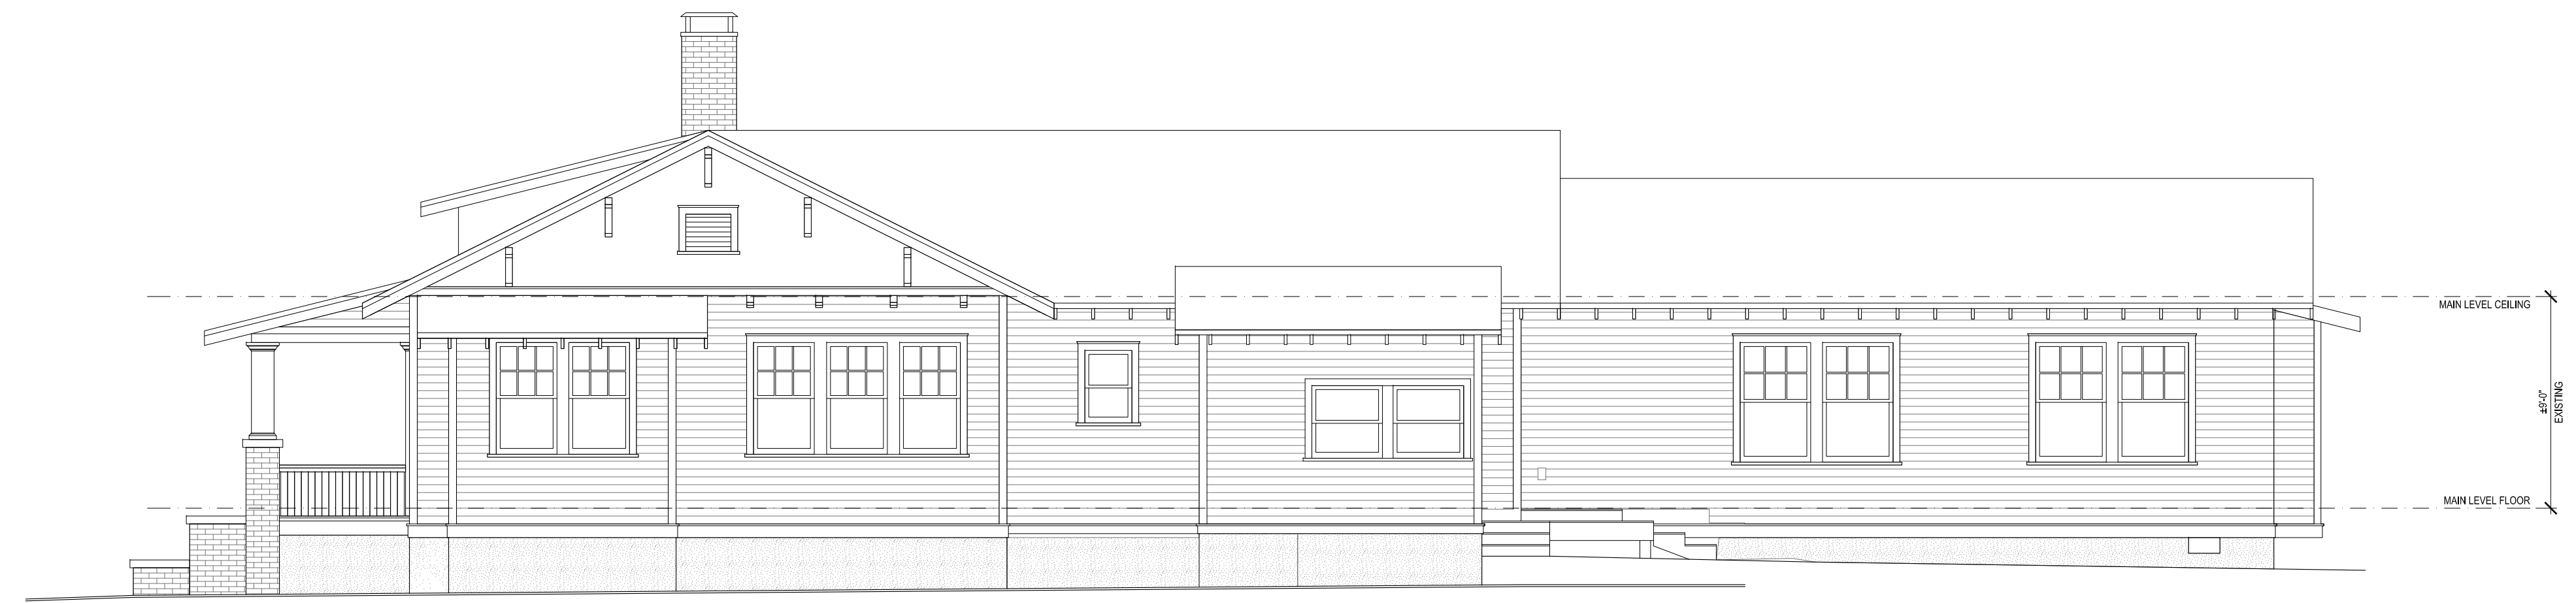 MAIN LEVEL CEILING
±9'-0"
EXISTING
MAIN LEVEL FLOOR